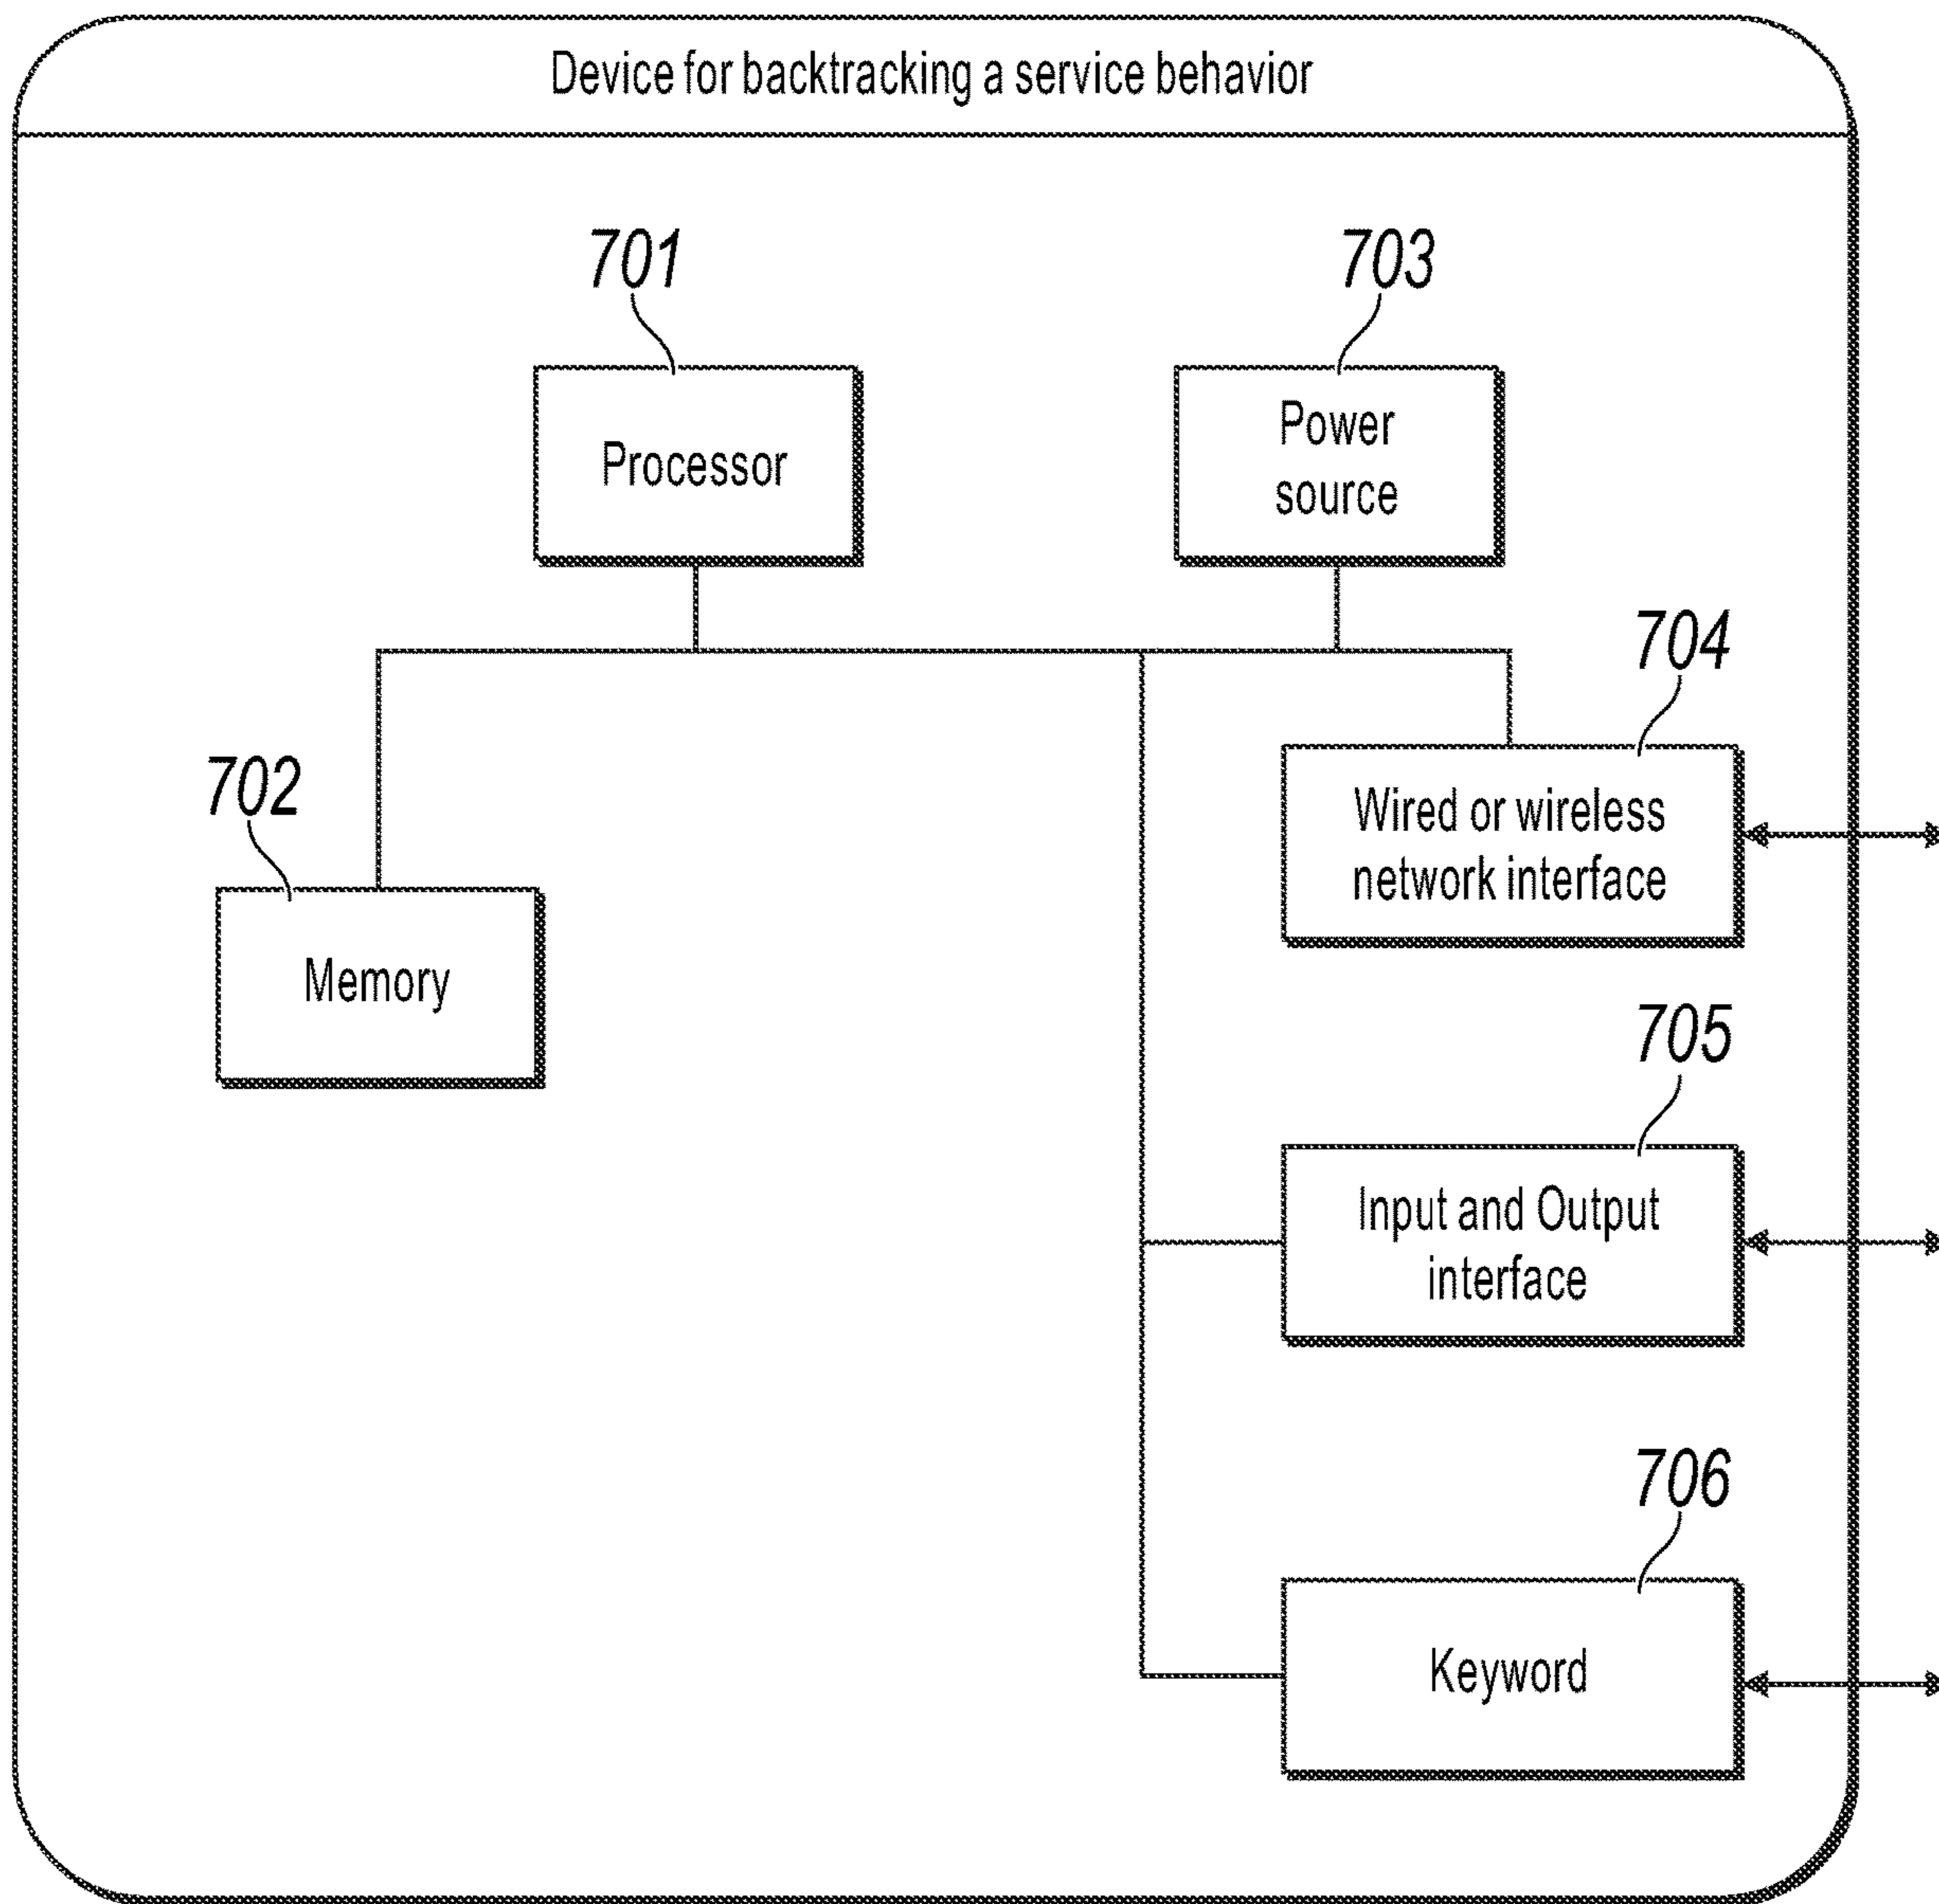 Device for backtracking a service behavior
701
703
Processor
Power
source
704
702
Wired or wireless
network interface
Memory
705
Input and Output
interface
706
Keyword